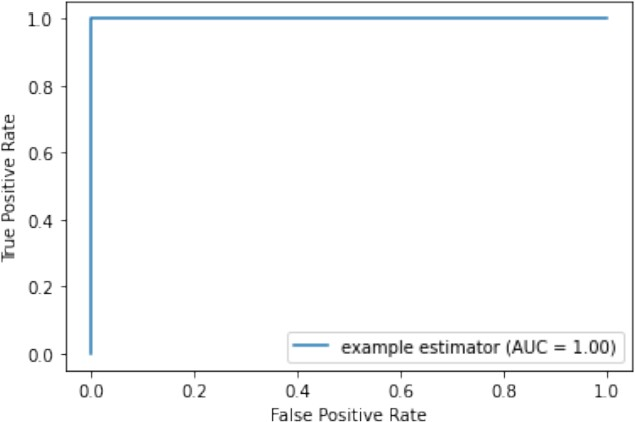 1.0
0.8
0.6
0.4
0.2
0.0
True Positive Rate
example estimator (AUC = 1.00)
0.0 0.2 0.4 0.6 0.8 1.0
False Positive Rate